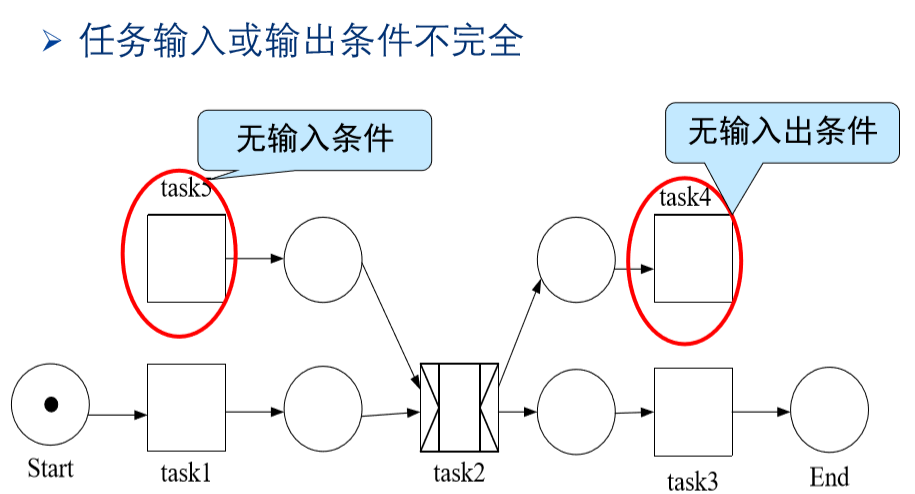 任务输入或输出条件不完全
无输入条件
无输入出条件
task5
task4
Start
task1
task2
task3
End